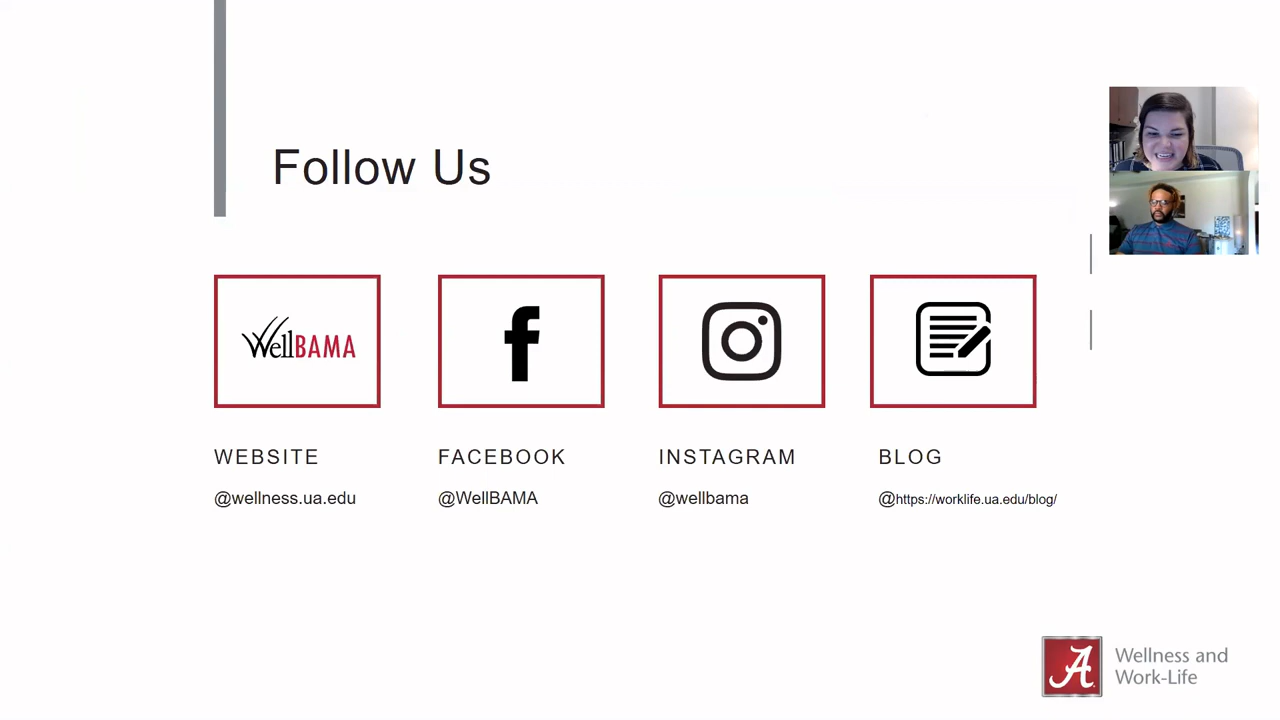 Follow Us
WellBAMA
WEBSITE
@wellness.ua.edu
FACEBOOK
@WellBAMA
INSTAGRAM
@wellbama
BLOG
@https://worklife.ua.edu/blog/
A
Wellness and
Work-Life